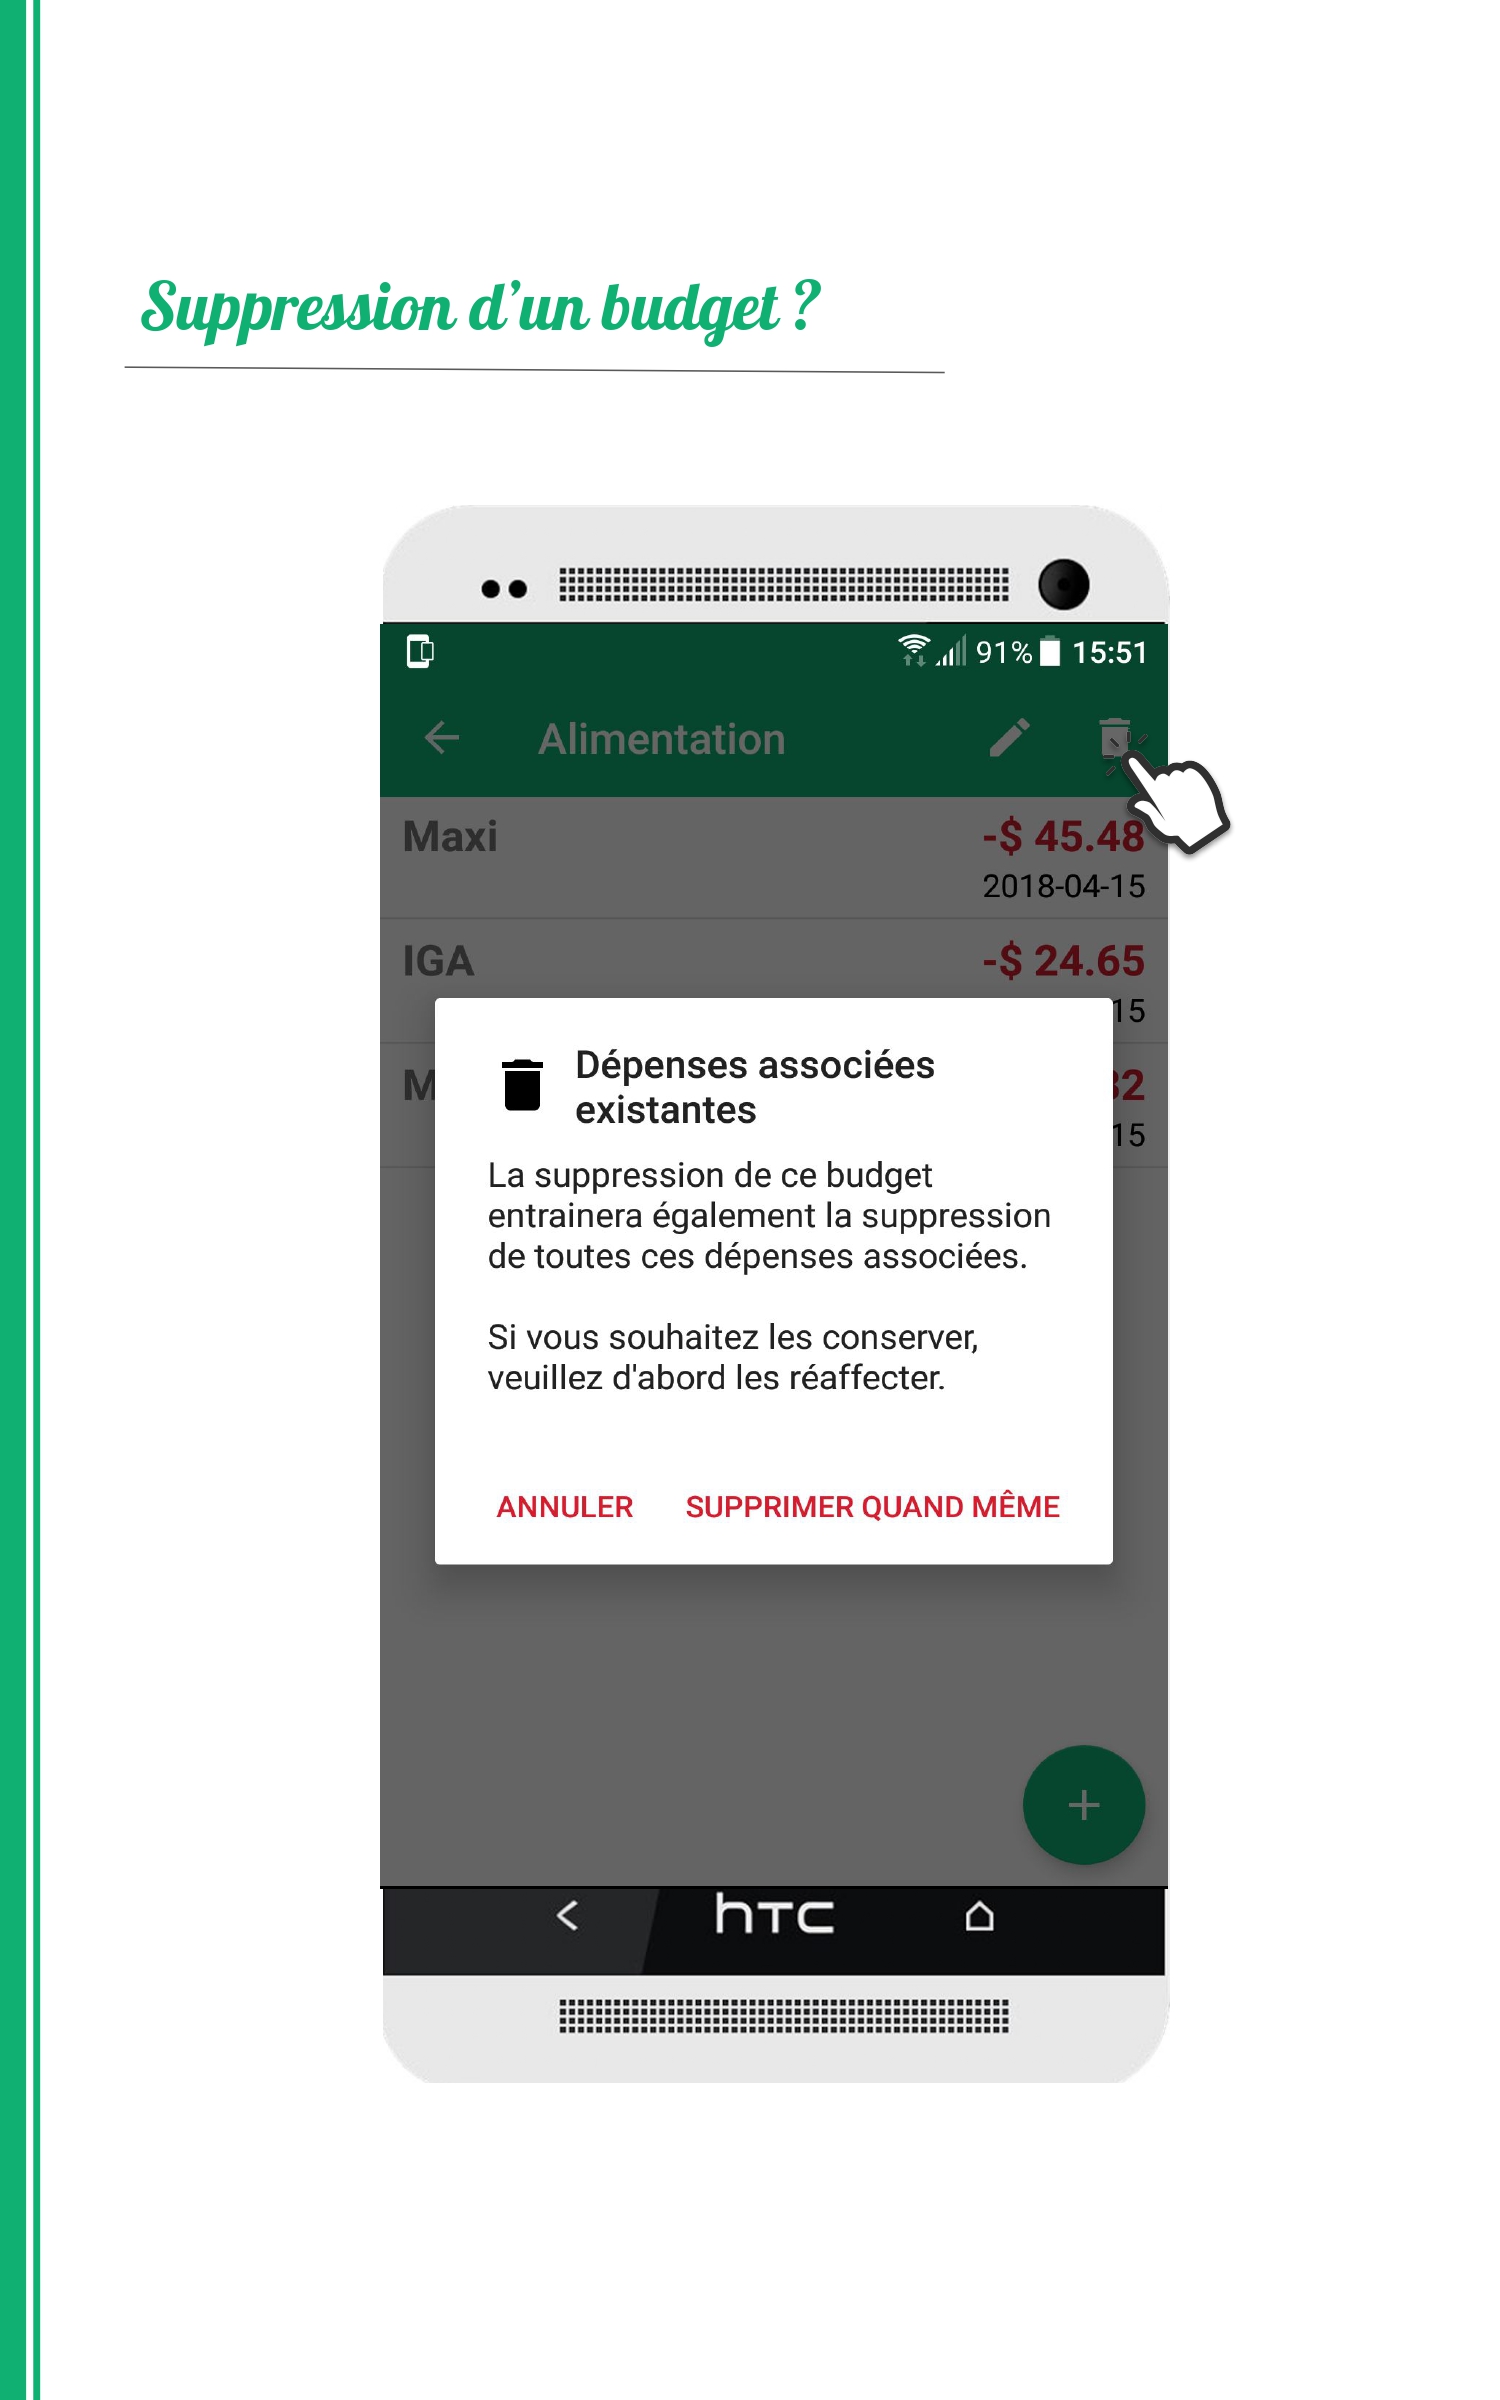 Suppression d’un budget ?
91% 15:51
Alimentation
Maxi -$ 45.48
2018-04-15
IGA -$ 24.65
15
Dépenses associées
existantes
La suppression de ce budget
entrainera également la suppression
de toutes ces dépenses associées.
Si vous souhaitez les conserver,
veuillez d'abord les réaffecter.
ANNULER SUPPRIMER QUAND MÊME
15
hTC